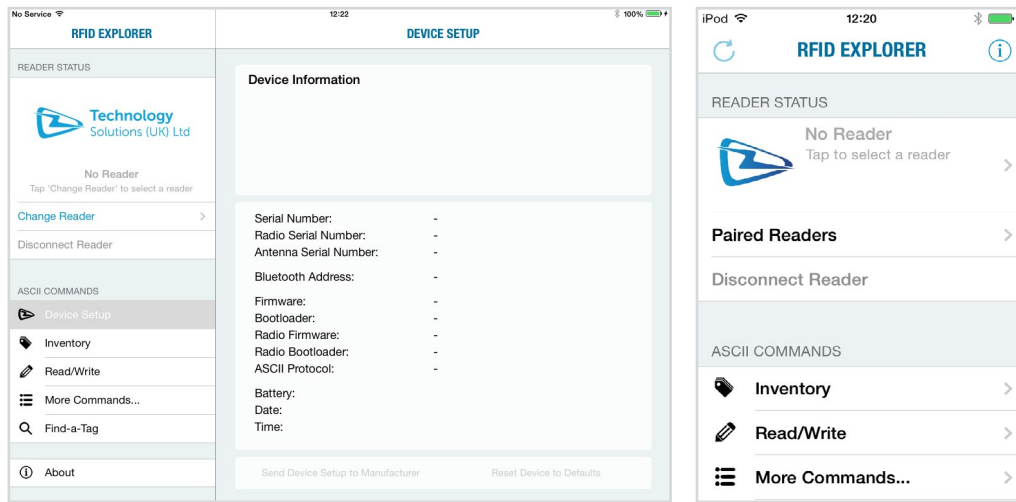 No Service 12:22 100%
RFID EXPLORER
READER STATUS
Technology
Solutions (UK) Ltd
No Reader
Tap 'Change Reader' to select a reader
Change Reader
Disconnect Reader
ASCII COMMANDS
Device Setup
Inventory
Read/Write
More Commands...
Find-a-Tag
About
DEVICE SETUP
Device Information
Serial Number: -
Radio Serial Number: -
Antenna Serial Number: -
Bluetooth Address: -
Firmware: -
Bootloader: -
Radio Firmware: -
Radio Bootloader: -
ASCII Protocol: -
Battery:
Date:
Time:
Send Device Setup to Manufacturer Reset Device to Defaults
iPod 12:20
RFID EXPLORER
READER STATUS
No Reader
Tap to select a reader
Paired Readers
Disconnect Reader
ASCII COMMANDS
Inventory
Read/Write
More Commands...